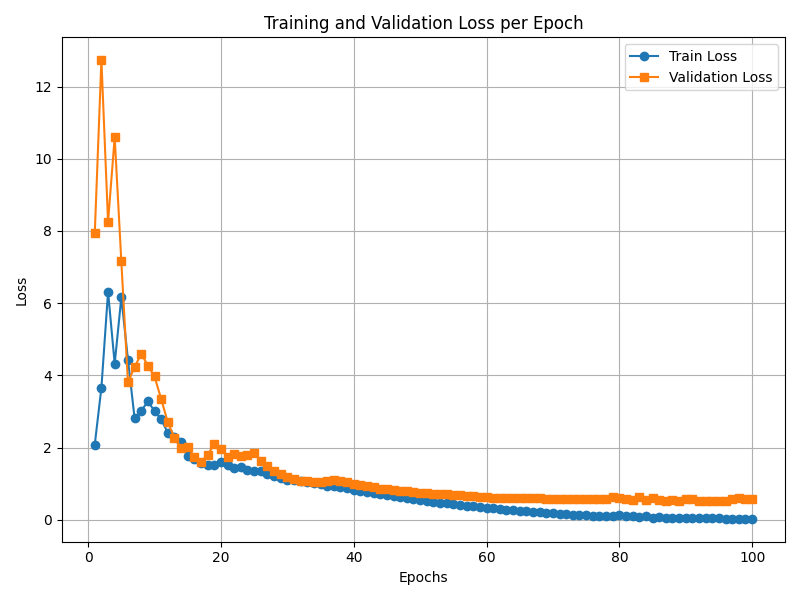 Training and Validation Loss per Epoch
Train Loss
Validation Loss
12
10
8
6
4
2
0
Loss
0 20 40 60 80 100
Epochs